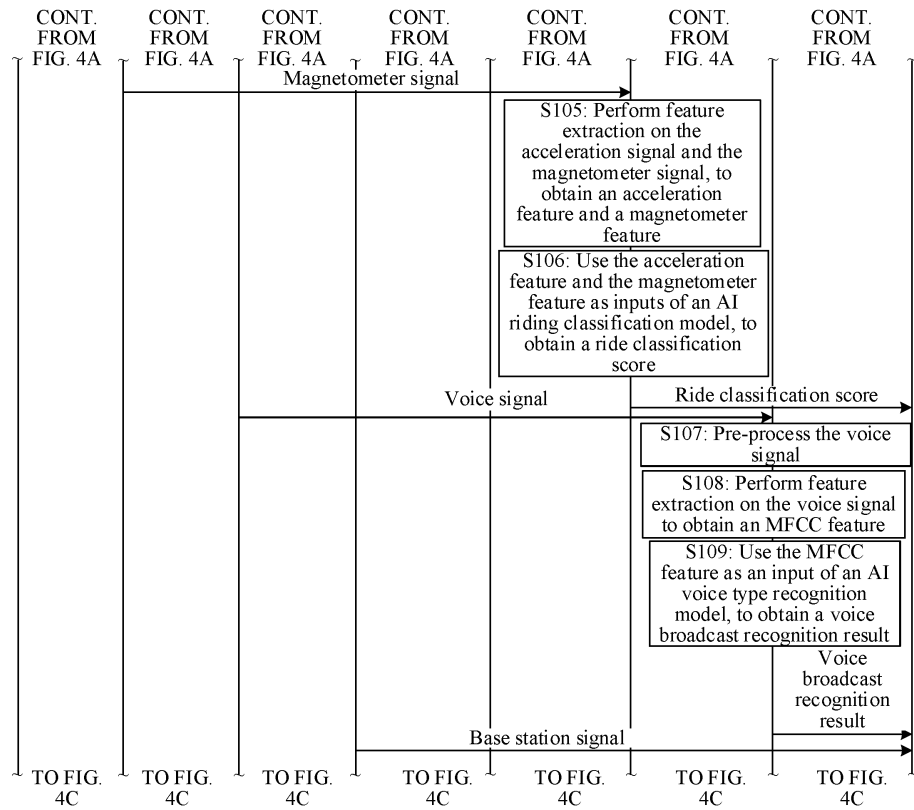 CONT. FROM FIG. 4A
CONT. FROM FIG. 4A
CONT. FROM FIG. 4A
CONT. FROM FIG. 4A
CONT. FROM FIG. 4A
CONT. FROM FIG. 4A
CONT. FROM FIG. 4A
Magnetometer signal
S105: Perform feature
extraction on the
acceleration signal and the
magnetometer signal, to
obtain an acceleration
feature and a magnetometer
feature
S106: Use the acceleration
feature and the magnetometer
feature as inputs of an AI
riding classification model, to
obtain a ride classification
score
Ride classification score
Voice signal
S107: Pre-process the voice
signal
S108: Perform feature
extraction on the voice signal
to obtain an MFCC feature
S109: Use the MFCC
feature as an input of an AI
voice type recognition
model, to obtain a voice
broadcast recognition result
Voice
broadcast
recognition
result
Base station signal
TO FIG. 4C
TO FIG. 4C
TO FIG. 4C
TO FIG. 4C
TO FIG. 4C
TO FIG. 4C
TO FIG. 4C